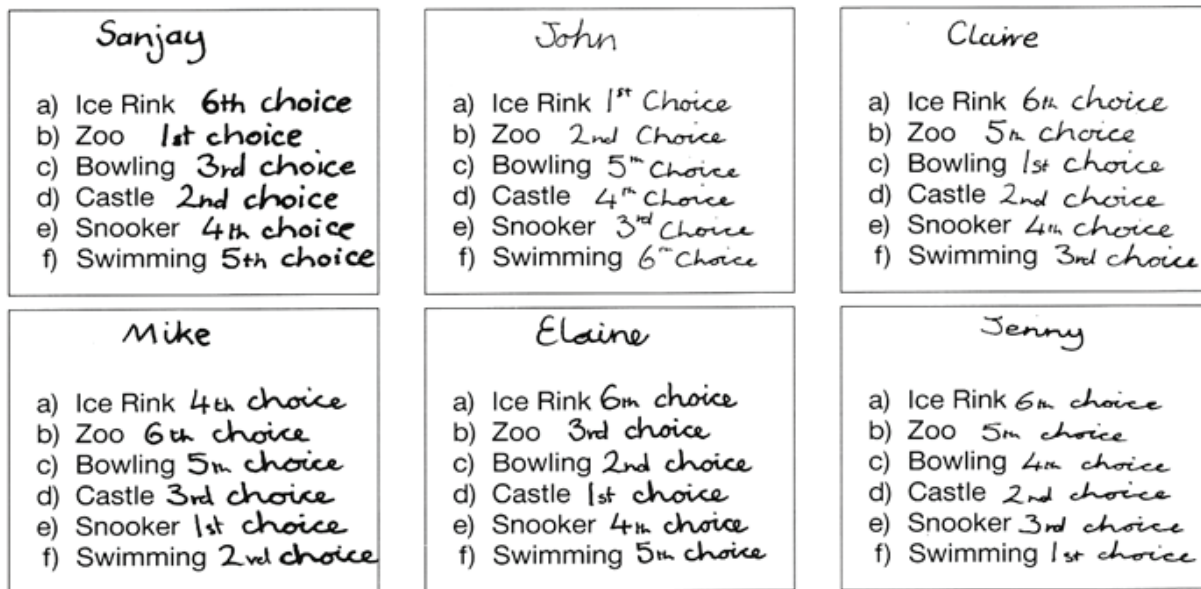 Sanjay
a) Ice Rink 6th choice
b) Zoo 1st choice
c) Bowling 3rd choice
d) Castle 2nd choice
e) Snooker 4th choice
f) Swimming 5th choice
John
a) Ice Rink 1st Choice
b) Zoo 2nd Choice
c) Bowling 5th Choice
d) Castle 4th Choice
e) Snooker 3rd Choice
f) Swimming 6th Choice
Claire
a) Ice Rink 6th choice
b) Zoo 5th choice
c) Bowling 1st choice
d) Castle 2nd choice
e) Snooker 4th choice
f) Swimming 3rd choice
Mike
a) Ice Rink 4th choice
b) Zoo 6th choice
c) Bowling 5th choice
d) Castle 3rd choice
e) Snooker 1st choice
f) Swimming 2nd choice
Elaine
a) Ice Rink 6th choice
b) Zoo 3rd choice
c) Bowling 2nd choice
d) Castle 1st choice
e) Snooker 4th choice
f) Swimming 5th choice
Jenny
a) Ice Rink 6th choice
b) Zoo 5th choice
c) Bowling 4th choice
d) Castle 2nd choice
e) Snooker 3rd choice
f) Swimming 1st choice